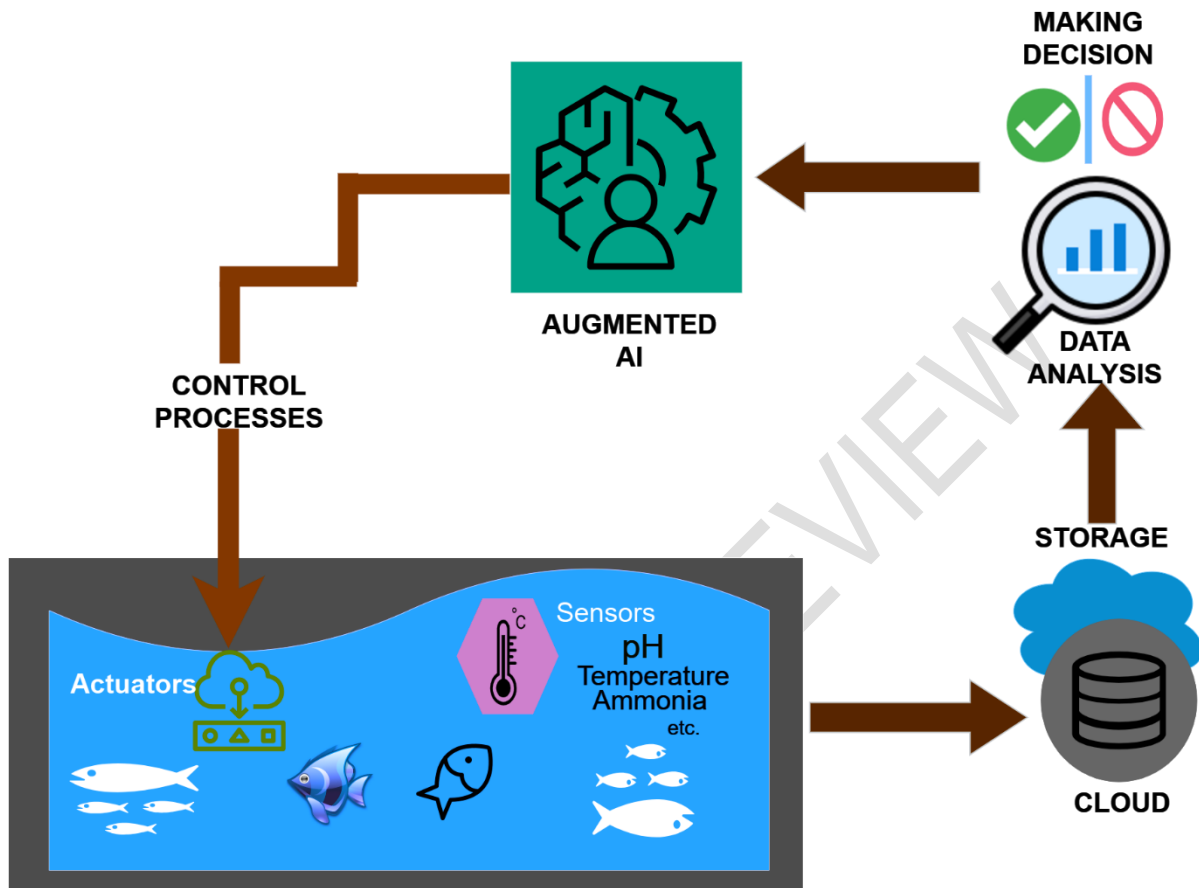 MAKING
DECISION
AUGMENTED
AI
DATA
ANALYSIS
CONTROL
PROCESSES
STORAGE
°C
Sensors
pH
Temperature
Ammonia
etc.
Actuators
CLOUD